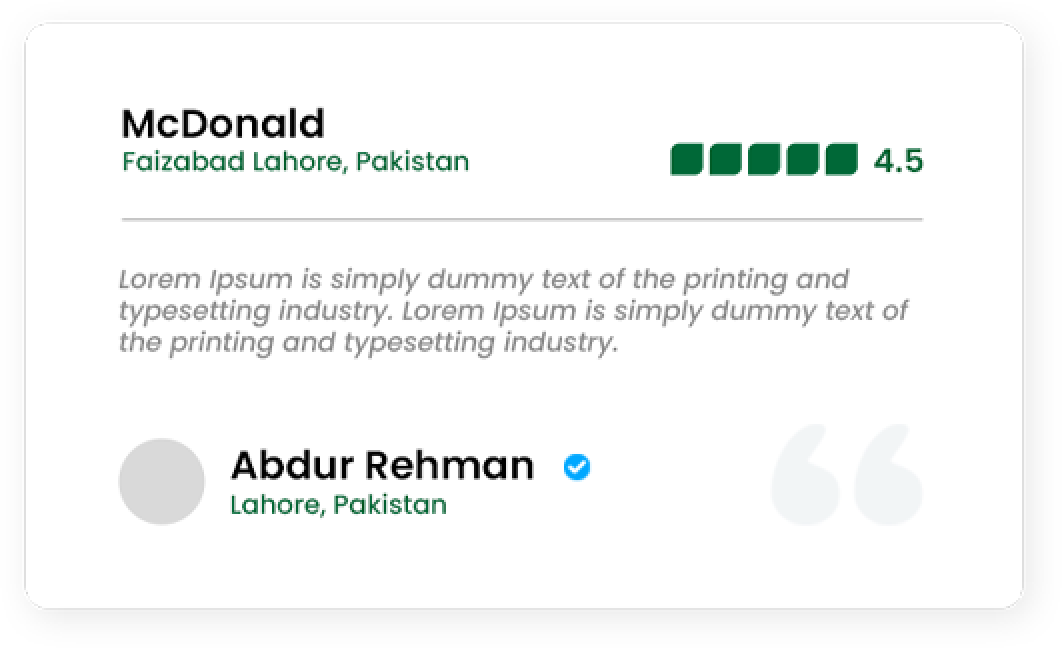 McDonald
Faizabad Lahore, Pakistan
4.5
Lorem Ipsum is simply dummy text of the printing and
typesetting industry. Lorem Ipsum is simply dummy text of
the printing and typesetting industry.
Abdur Rehman
Lahore, Pakistan